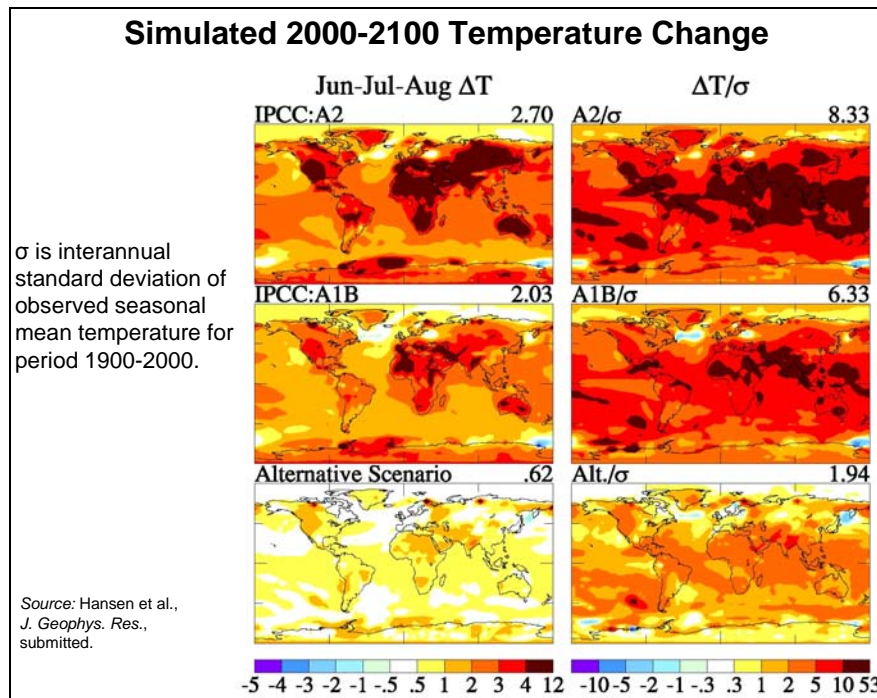 Simulated 2000-2100 Temperature Change
Jun-Jul-Aug ΔT
ΔT/σ
IPCC:A2 2.70
A2/σ 8.33
σ is interannual
standard deviation of
observed seasonal
mean temperature for
period 1900-2000.
IPCC:A1B 2.03
A1B/σ 6.33
Alternative Scenario .62
Alt./σ 1.94
Source: Hansen et al.,
J. Geophys. Res.,
submitted.
-5 -4 -3 -2 -1 -.5 .5 1 2 3 4 12
-10 -5 -2 -1 -.3 .3 1 2 5 10 53